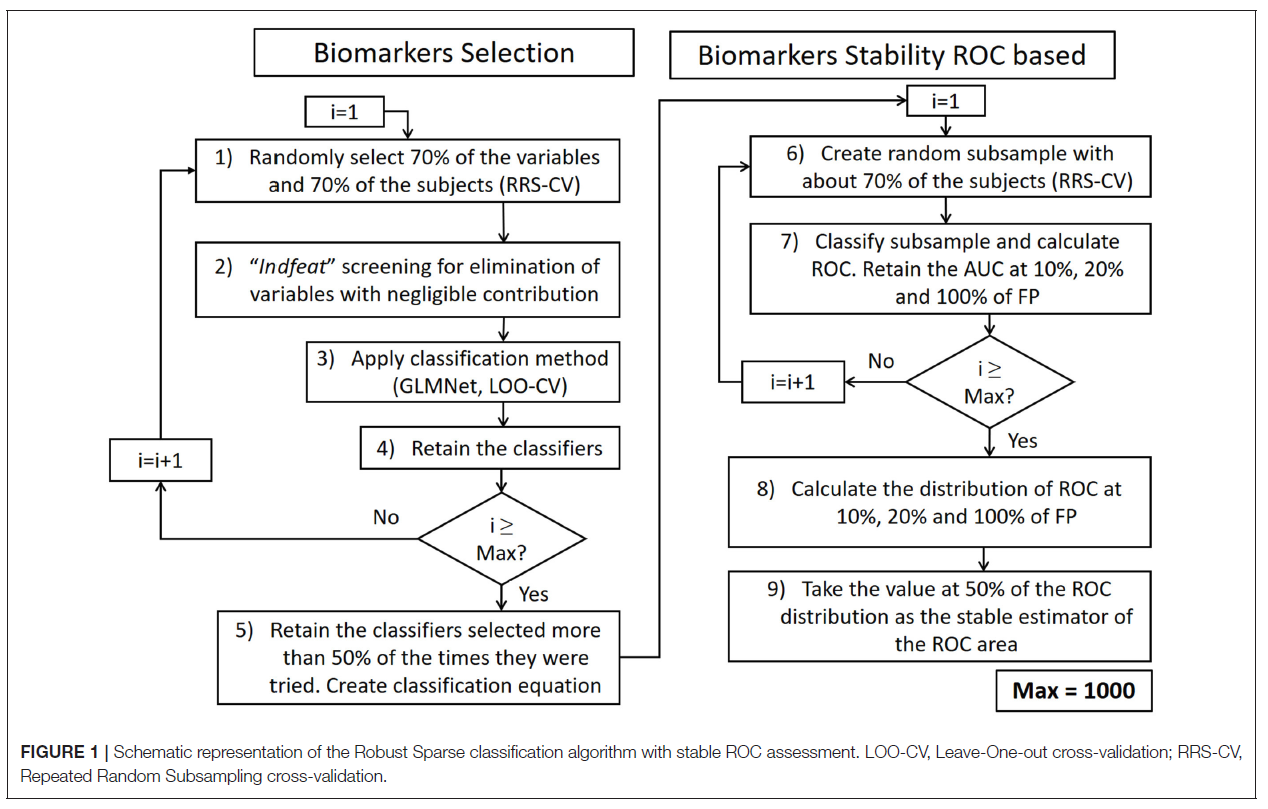 Biomarkers Selection
i=1
1) Randomly select 70% of the variables
and 70% of the subjects (RRS-CV)
2) “Indfeat” screening for elimination of
variables with negligible contribution
3) Apply classification method
(GLMNet, LOO-CV)
4) Retain the classifiers
i=i+1
No
i ≥
Max?
Yes
5) Retain the classifiers selected more
than 50% of the times they were
tried. Create classification equation
Biomarkers Stability ROC based
i=1
6) Create random subsample with
about 70% of the subjects (RRS-CV)
7) Classify subsample and calculate
ROC. Retain the AUC at 10%, 20%
and 100% of FP
i=i+1
No
i ≥
Max?
Yes
8) Calculate the distribution of ROC at
10%, 20% and 100% of FP
9) Take the value at 50% of the ROC
distribution as the stable estimator of
the ROC area
Max = 1000
FIGURE 1 | Schematic representation of the Robust Sparse classification algorithm with stable ROC assessment. LOO-CV, Leave-One-out cross-validation; RRS-CV,
Repeated Random Subsampling cross-validation.